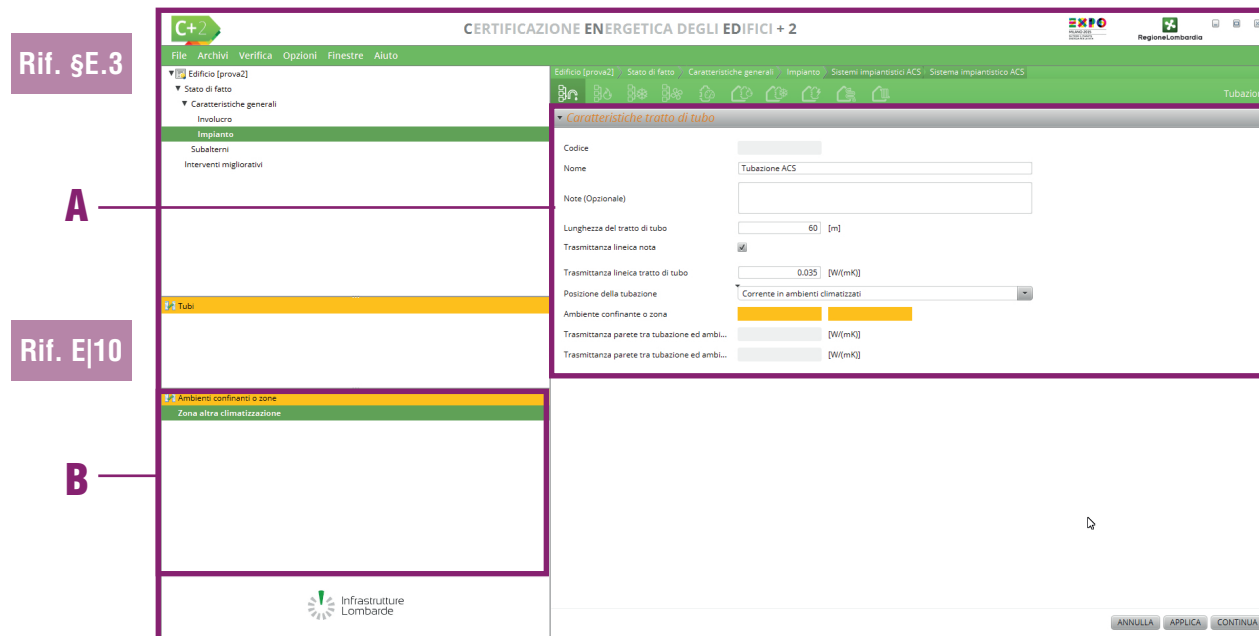 C+2
CERTIFICAZIONE ENERGETICA DEGLI EDIFICI + 2
EXPO
MILANO 2015
RegioneLombardia
Rif. §E.3
File Archivi Verifica Opzioni Finestre Aiuto
Edificio [prova2]
Stato di fatto
Caratteristiche generali
Involucro
Impianto
Subalterni
Interventi migliorativi
Edificio [prova2] / Stato di fatto / Caratteristiche generali / Impianto / Sistemi impiantistici ACS / Sistema impiantistico ACS
Tubazio
Caratteristiche tratto di tubo
Codice
Nome Tubazione ACS
Note (Opzionale)
Lunghezza del tratto di tubo 60 [m]
Trasmittanza lineica nota
Trasmittanza lineica tratto di tubo 0.035 [W/(mK)]
Posizione della tubazione Corrente in ambienti climatizzati
Ambiente confinante o zona
Trasmittanza parete tra tubazione ed ambi... [W/(mK)]
Trasmittanza parete tra tubazione ed ambi... [W/(mK)]
A
Tubi
Rif. E|10
Ambienti confinanti o zone
Zona altra climatizzazione
B
Infrastrutture
Lombarde
ANNULLA APPLICA CONTINUA